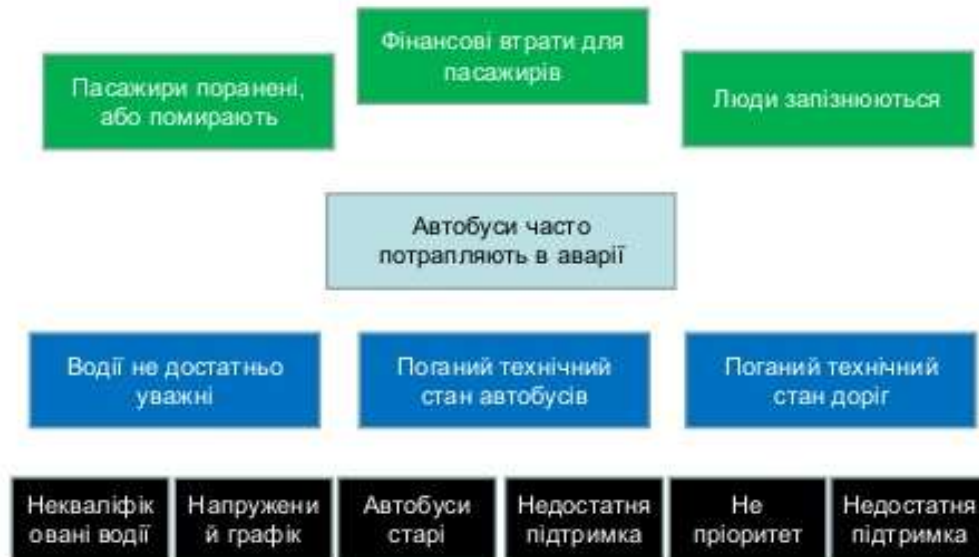 Фінансові втрати для
пасажирів
Пасажири поранені,
або помирають
Люди запізнюються
Автобуси часто
потрапляють в аварії
Водії не достатньо
уважні
Поганий технічний
стан автобусів
Поганий технічний
стан доріг
Некваліфік
овані водії
Напружени
й графік
Автобуси
старі
Недостатня
підтримка
Не
пріоритет
Недостатня
підтримка